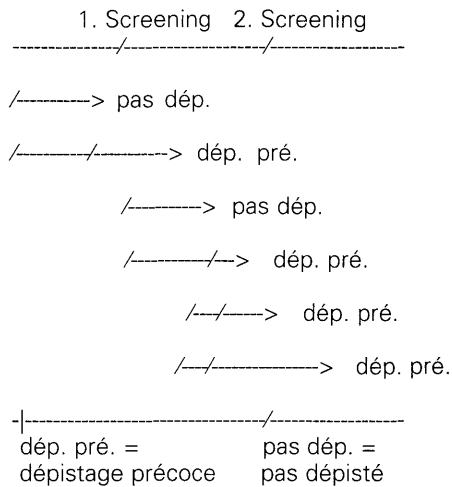 1. Screening 2. Screening
pas dép.
dép. pré.
pas dép.
dép. pré.
dép. pré.
dép. pré.
dép. pré. = pas dép. =
dépistage précoce pas dépisté